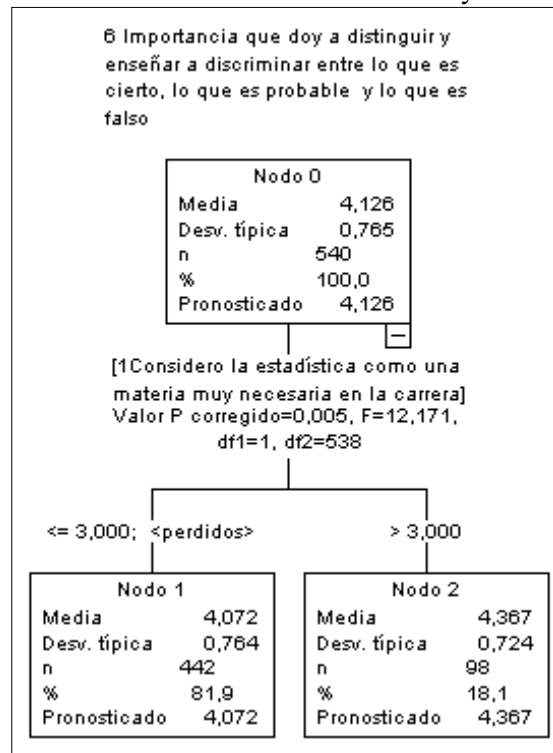 6 Importancia que doy a distinguir y
enseñar a discriminar entre lo que es
cierto, lo que es probable y lo que es
falso
Nodo 0
Media 4,126
Desv. típica 0,765
n 540
% 100,0
Pronosticado 4,126
[1Considero la estadística como una
materia muy necesaria en la carrera]
Valor P corregido=0,005, F=12,171,
df1=1, df2=538
<= 3,000; <perdidos>
> 3,000
Nodo 1
Media 4,072
Desv. típica 0,764
n 442
% 81,9
Pronosticado 4,072
Nodo 2
Media 4,367
Desv. típica 0,724
n 98
% 18,1
Pronosticado 4,367